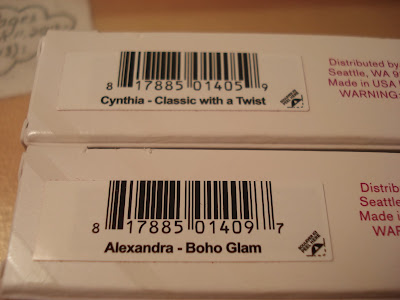 8 17885 01405 9
Cynthia - Classic with a Twist
Distributed by
Seattle, WA 9
Made in USA
WARNING:
8 17885 01409 7
Alexandra - Boho Glam
Distrib
Seattle
Made in
WAR